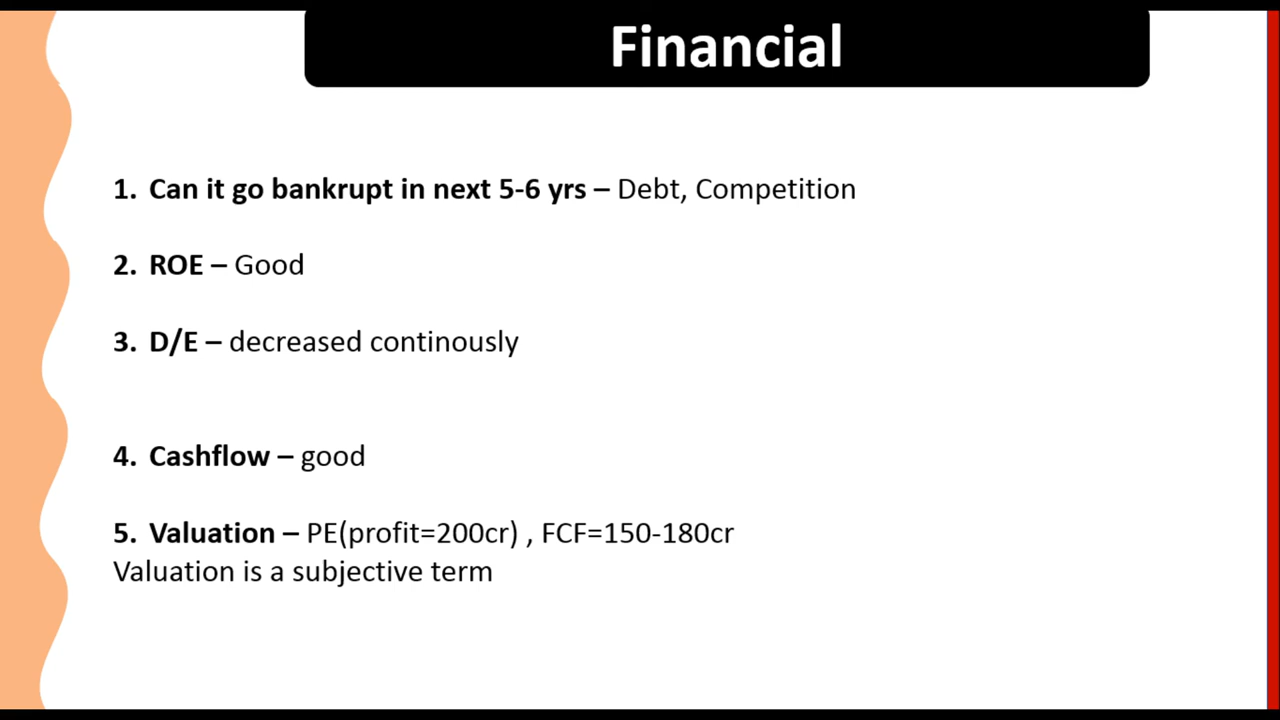 Financial
1. Can it go bankrupt in next 5-6 yrs – Debt, Competition
2. ROE – Good
3. D/E – decreased continously
4. Cashflow – good
5. Valuation – PE(profit=200cr) , FCF=150-180cr
Valuation is a subjective term